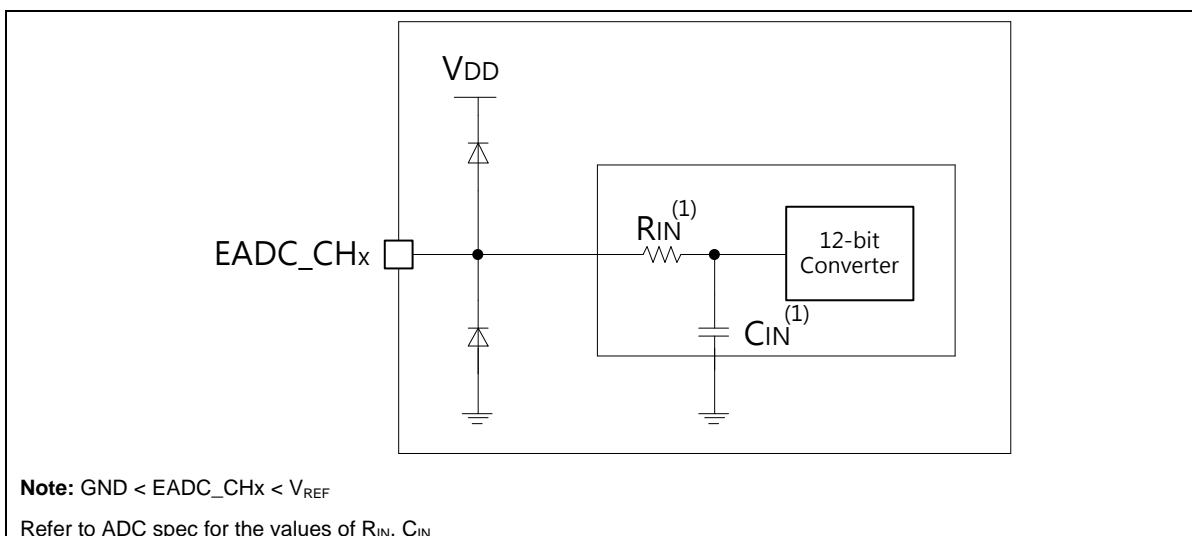 VDD
EADC_CHx
RIN(1)
12-bit
Converter
CIN(1)
Note: GND < EADC_CHx < VREF
Refer to ADC spec for the values of RIN, CIN